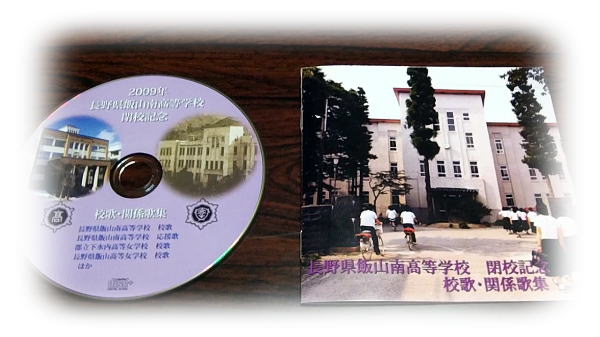 2009年
長野県飯山南高等学校
閉校記念
校歌・関係歌集
長野県飯山南高等学校 校歌
長野県飯山南高等学校 応援歌
郡立下水内高等女学校 校歌
長野県飯山高等女学校 校歌
ほか
長野県飯山南高等学校 閉校記念
校歌・関係歌集